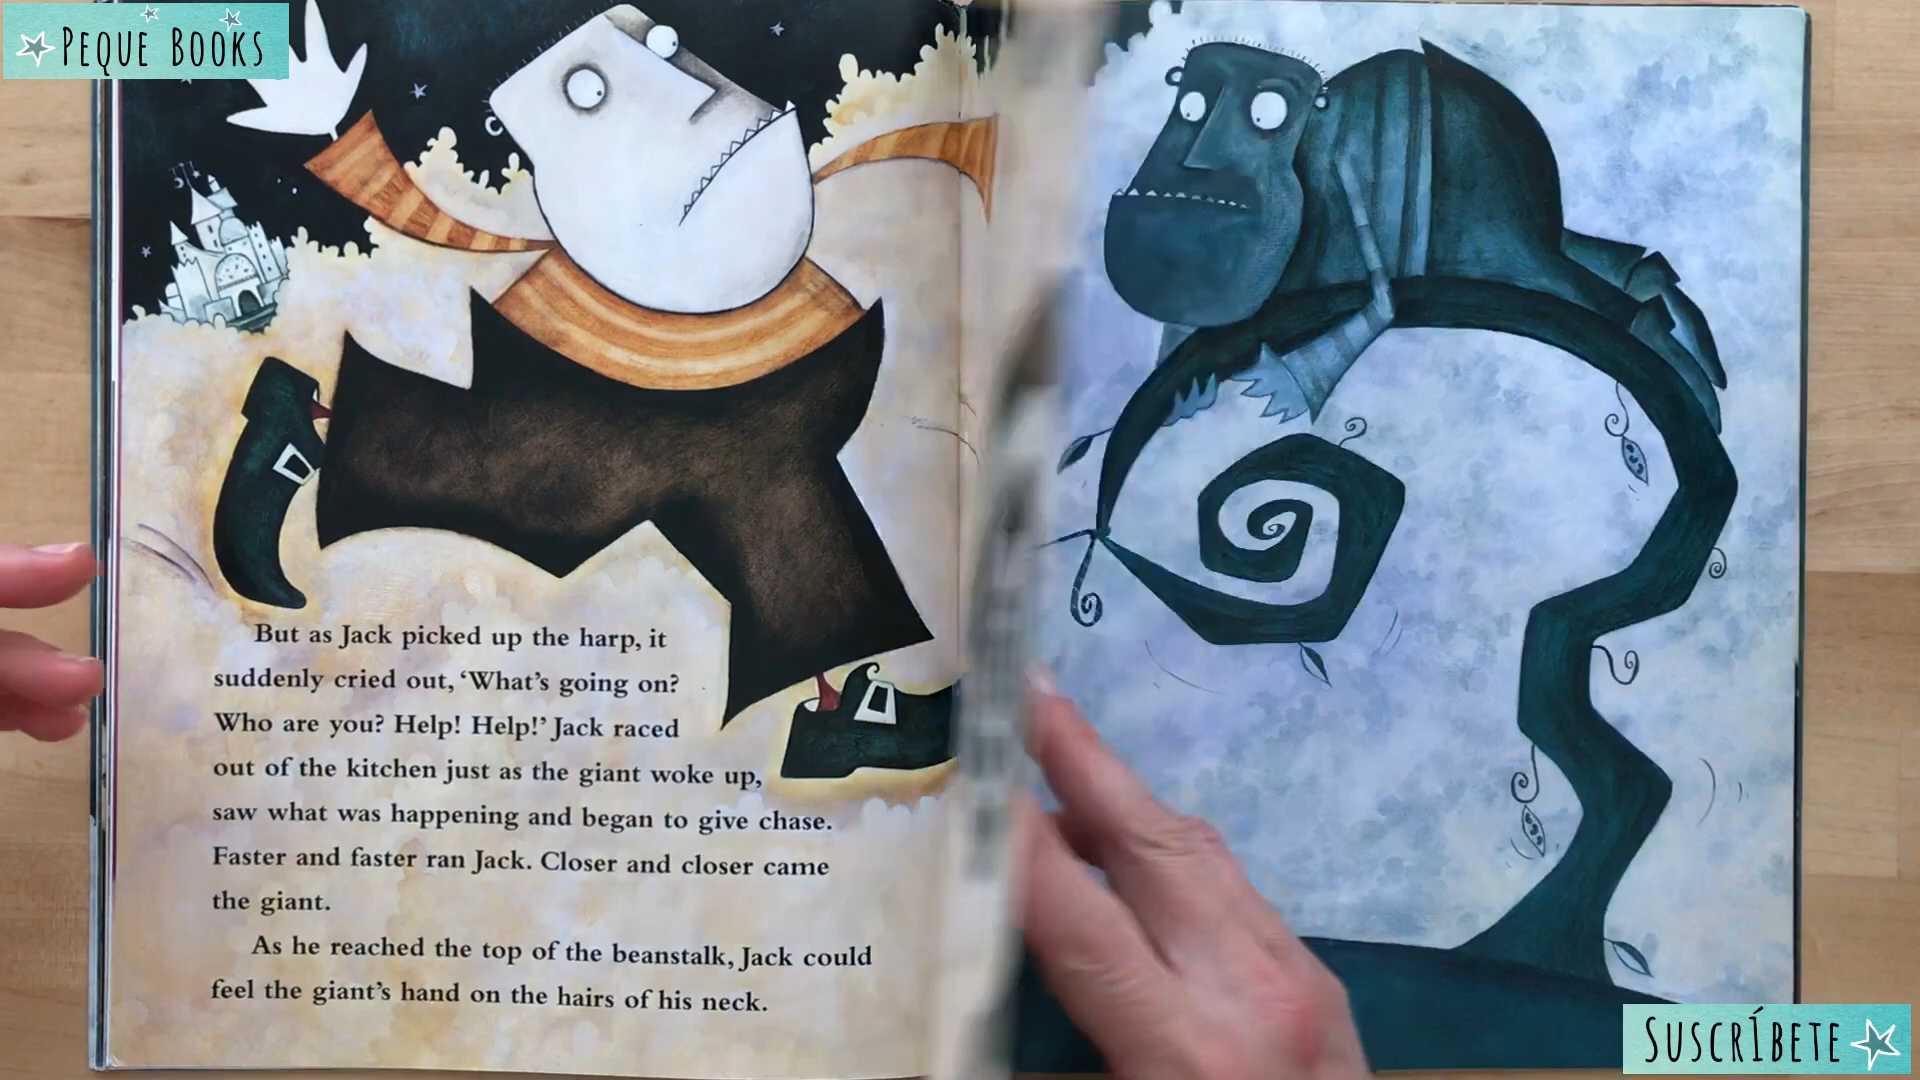 Peque Books
But as Jack picked up the harp, it
suddenly cried out, ‘What’s going on?
Who are you? Help! Help!’ Jack raced
out of the kitchen just as the giant woke up,
saw what was happening and began to give chase.
Faster and faster ran Jack. Closer and closer came
the giant.
As he reached the top of the beanstalk, Jack could
feel the giant’s hand on the hairs of his neck.
Suscríbete